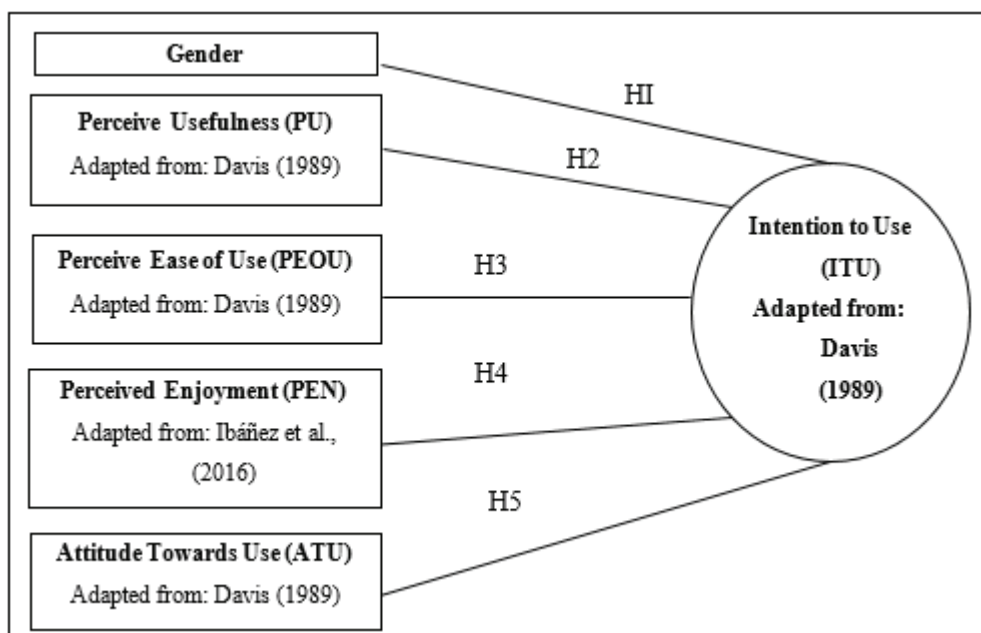 Gender
HI
Perceive Usefulness (PU)
Adapted from: Davis (1989)
H2
Perceive Ease of Use (PEOU)
Adapted from: Davis (1989)
H3
Perceived Enjoyment (PEN)
Adapted from: Ibáñez et al.,
(2016)
H4
Attitude Towards Use (ATU)
Adapted from: Davis (1989)
H5
Intention to Use
(ITU)
Adapted from:
Davis
(1989)